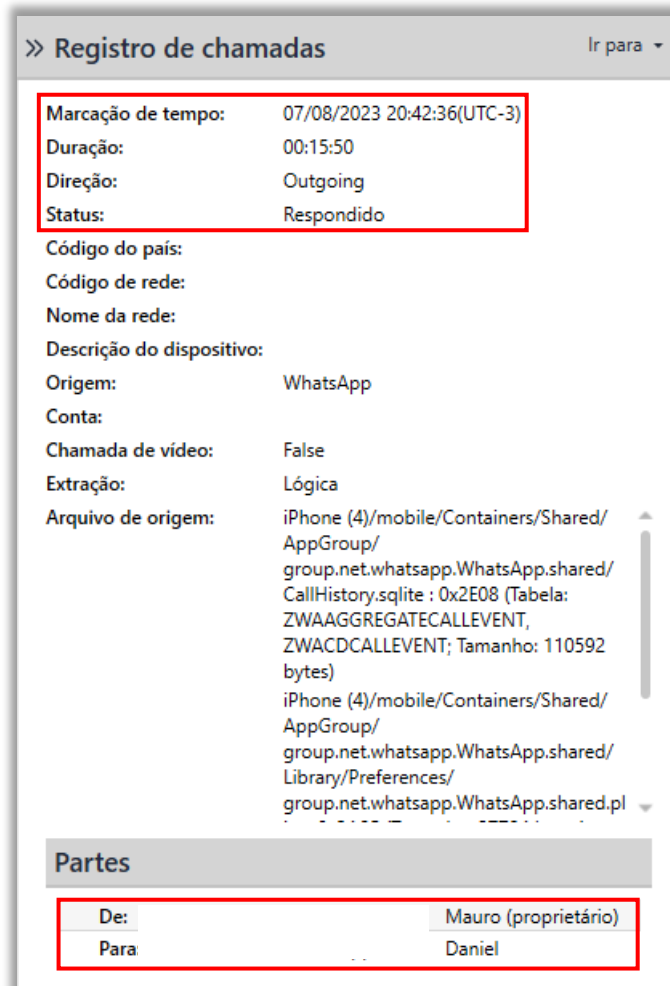 » Registro de chamadas Ir para
Marcação de tempo: 07/08/2023 20:42:36(UTC-3)
Duração: 00:15:50
Direção: Outgoing
Status: Respondido
Código do país:
Código de rede:
Nome da rede:
Descrição do dispositivo:
Origem: WhatsApp
Conta:
Chamada de vídeo: False
Extração: Lógica
Arquivo de origem: iPhone (4)/mobile/Containers/Shared/
AppGroup/
group.net.whatsapp.WhatsApp.shared/
CallHistory.sqlite : 0x2E08 (Tabela:
ZWAAGGREGATECALLEVENT,
ZWACDCALLEVENT; Tamanho: 110592
bytes)
iPhone (4)/mobile/Containers/Shared/
AppGroup/
group.net.whatsapp.WhatsApp.shared/
Library/Preferences/
group.net.whatsapp.WhatsApp.shared.pl
Partes
De: Mauro (proprietário)
Para: Daniel